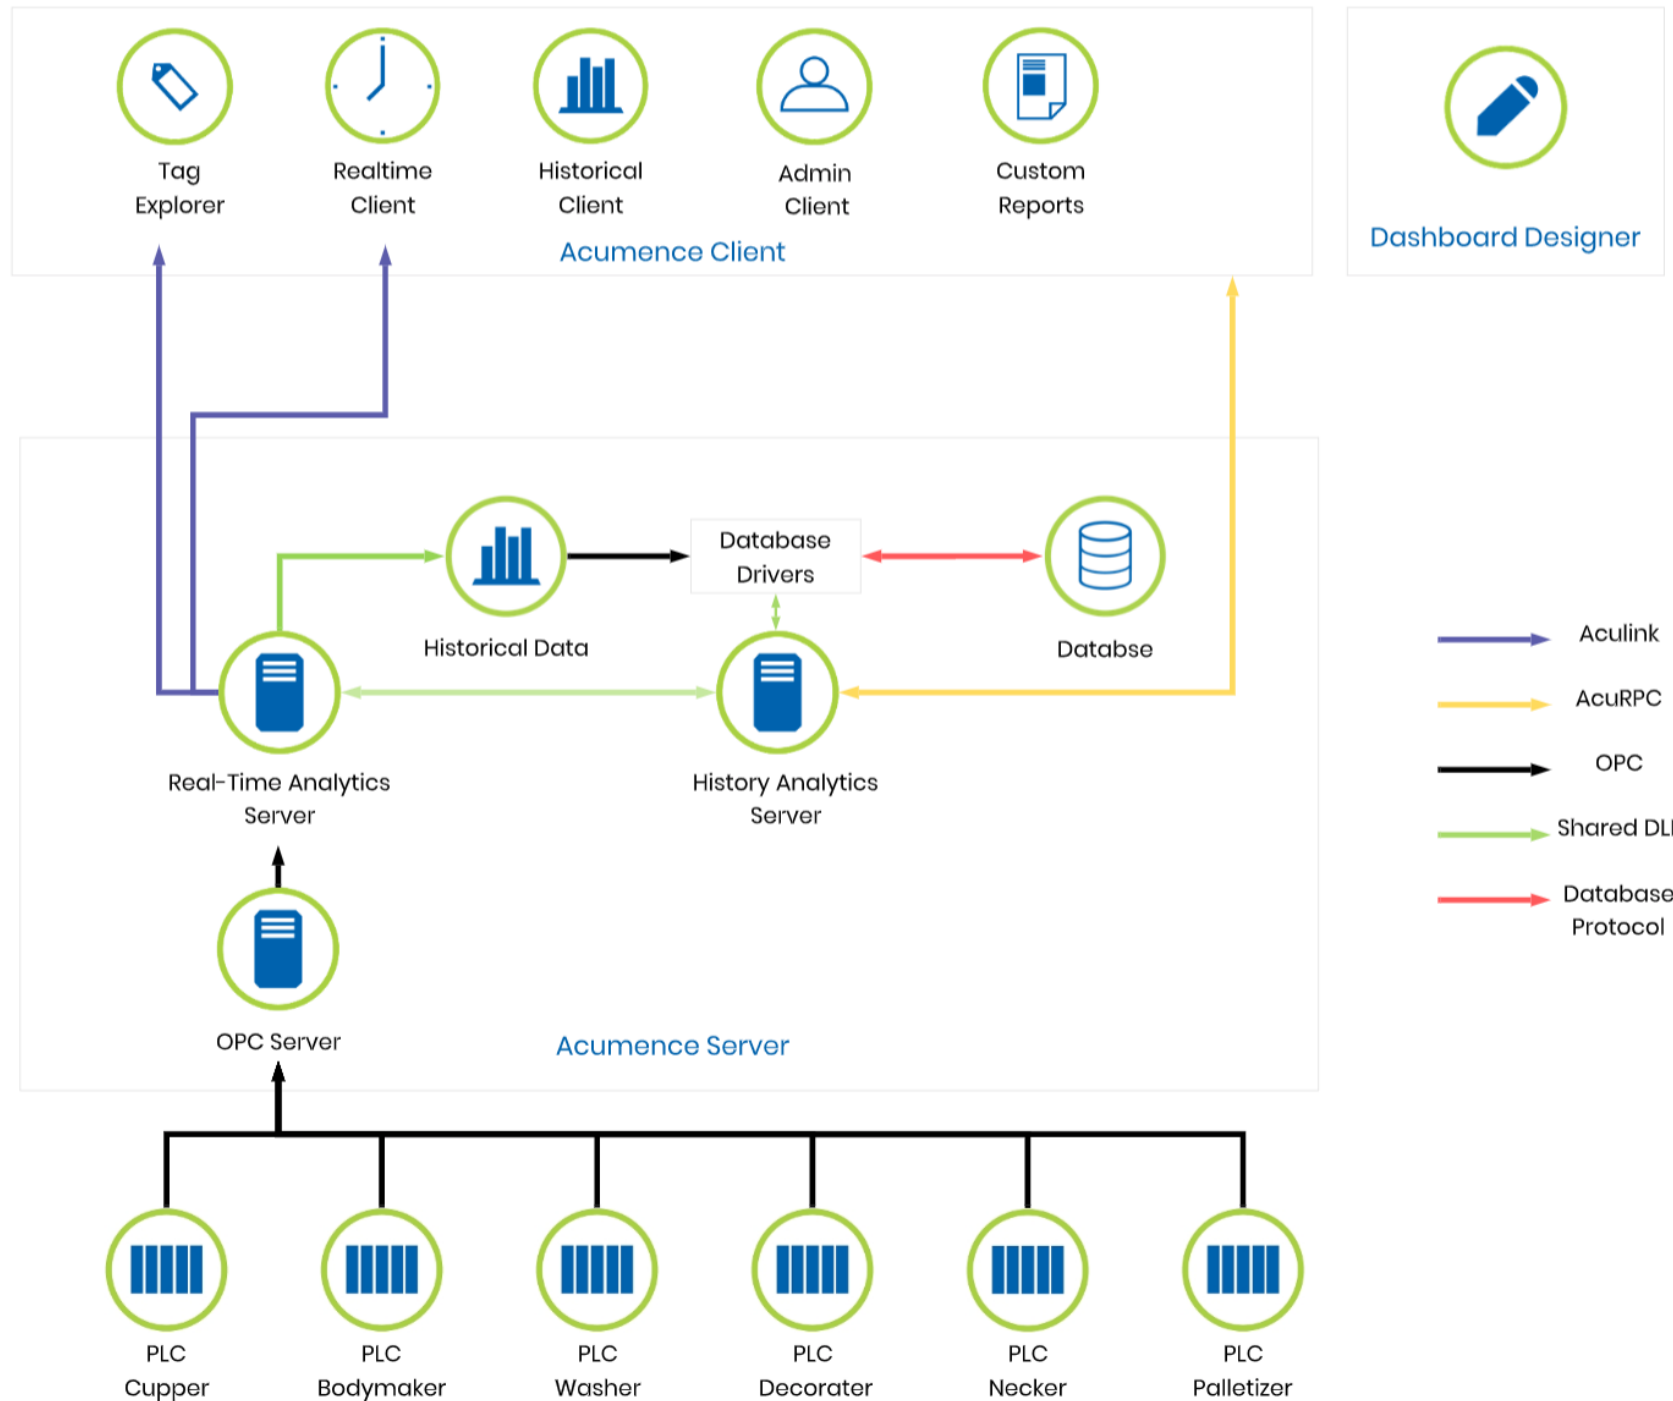 Tag
Explorer
Realtime
Client
Historical
Client
Admin
Client
Custom
Reports
Acumence Client
Dashboard Designer
Database
Drivers
Historical Data
Databse
Real-Time Analytics
Server
History Analytics
Server
OPC Server
Acumence Server
Aculink
AcuRPC
OPC
Shared DLL
Database
Protocol
PLC
Cupper
PLC
Bodymaker
PLC
Washer
PLC
Decorater
PLC
Necker
PLC
Palletizer